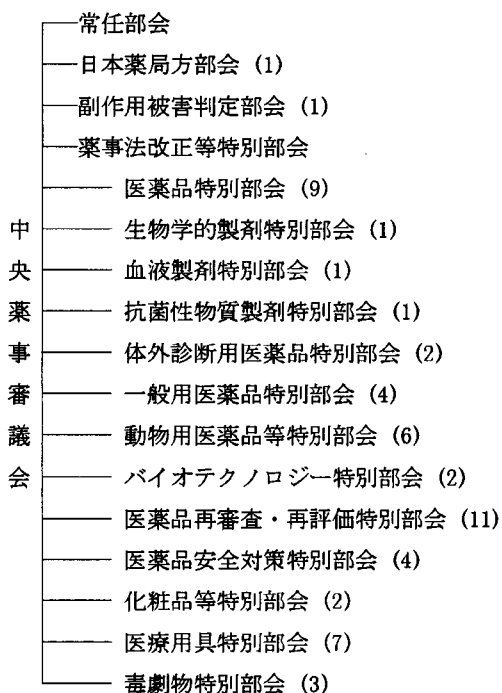 中央薬事審議会
常任部会
日本薬局方部会 (1)
副作用被害判定部会 (1)
薬事法改正等特別部会
医薬品特別部会 (9)
生物学的製剤特別部会 (1)
血液製剤特別部会 (1)
抗菌性物質製剤特別部会 (1)
体外診断用医薬品特別部会 (2)
一般用医薬品特別部会 (4)
動物用医薬品等特別部会 (6)
バイオテクノロジー特別部会 (2)
医薬品再審査・再評価特別部会 (11)
医薬品安全対策特別部会 (4)
化粧品等特別部会 (2)
医療用具特別部会 (7)
毒劇物特別部会 (3)